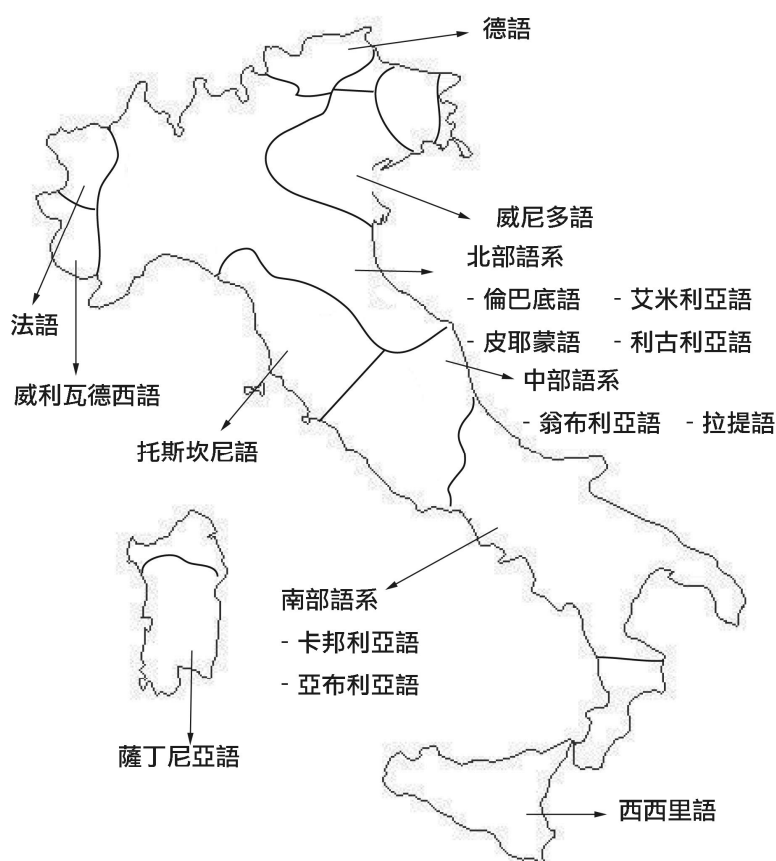 德語
威尼多語
北部語系
- 倫巴底語 - 艾米利亞語
- 皮耶蒙語 - 利古利亞語
法語
中部語系
威利瓦德西語
- 翁布利亞語 - 拉提語
托斯坎尼語
南部語系
- 卡邦利亞語
- 亞布利亞語
薩丁尼亞語
西西里語